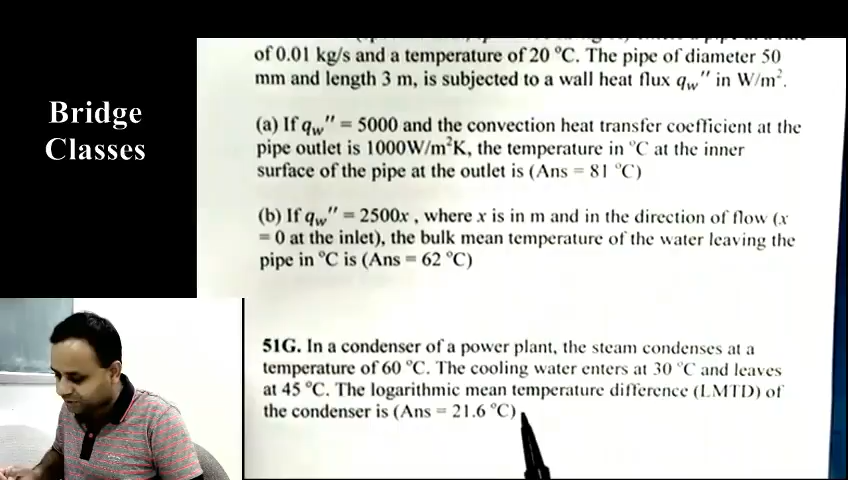 Bridge
Classes
of 0.01 kg/s and a temperature of 20 °C. The pipe of diameter 50
mm and length 3 m, is subjected to a wall heat flux qw" in W/m².
(a) If qw" = 5000 and the convection heat transfer coefficient at the
pipe outlet is 1000W/m²K, the temperature in °C at the inner
surface of the pipe at the outlet is (Ans = 81 °C)
(b) If qw" = 2500x , where x is in m and in the direction of flow (x
= 0 at the inlet), the bulk mean temperature of the water leaving the
pipe in °C is (Ans = 62 °C)
51G. In a condenser of a power plant, the steam condenses at a
temperature of 60 °C. The cooling water enters at 30 °C and leaves
at 45 °C. The logarithmic mean temperature difference (LMTD) of
the condenser is (Ans = 21.6 °C)